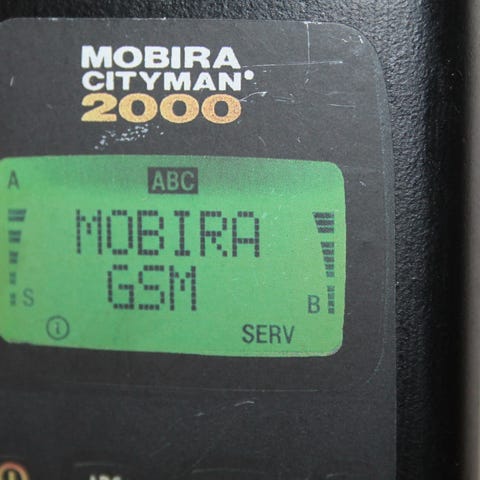 MOBIRA
CITYMAN
2000
A
ABC
MOBIRA
GSM
S
B
i
SERV